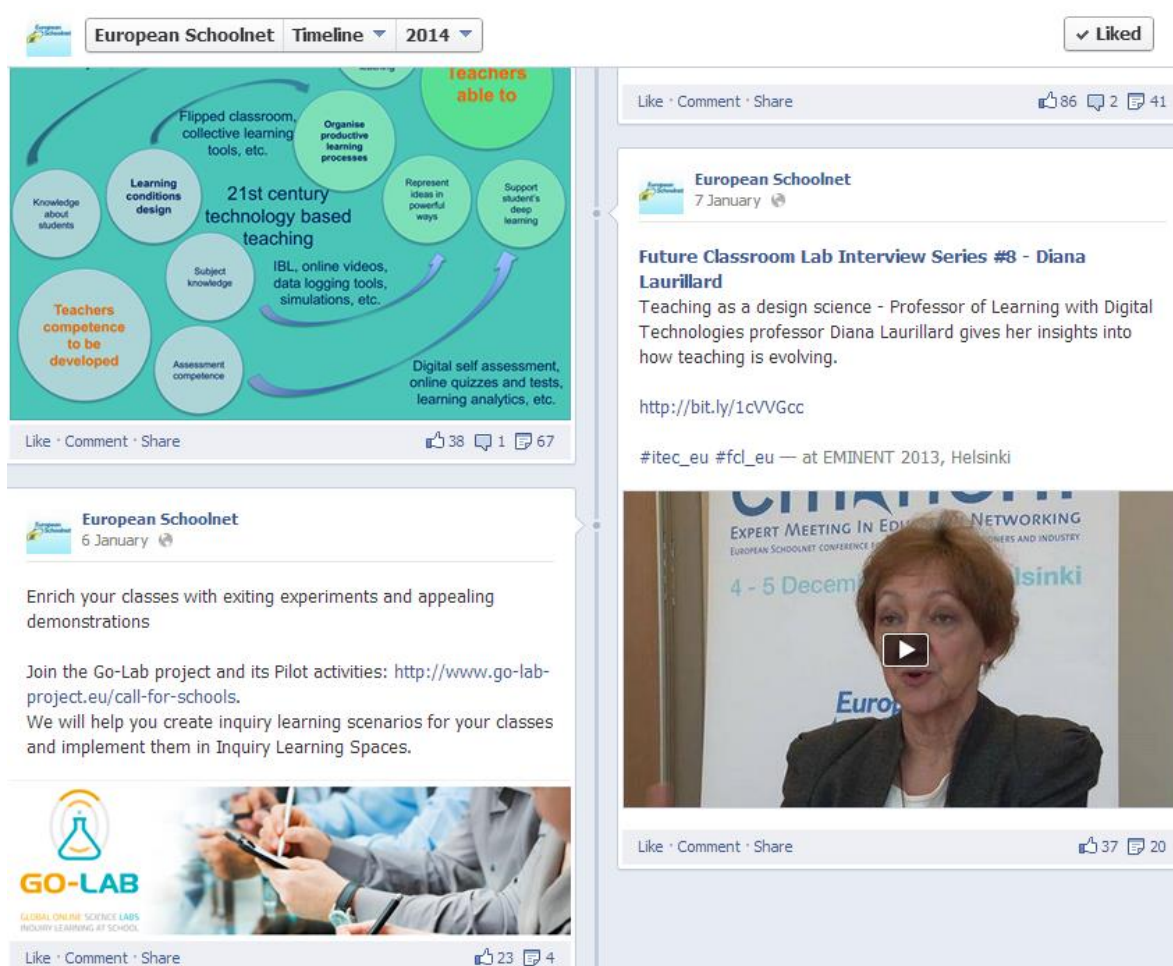 European Schoolnet Timeline 2014
Liked
Teachers
able to
Flipped classroom,
collective learning
tools, etc.
Organise
productive
learning
processes
Learning
conditions
design
Knowledge
about
students
21st century
technology based
teaching
Represent
ideas in
powerful
ways
Support
student's
deep
learning
Subject
knowledge
IBL, online videos,
data logging tools,
simulations, etc.
Teachers
competence
to be
developed
Assessment
competence
Digital self assessment,
online quizzes and tests,
learning analytics, etc.
Like · Comment · Share 38 1 67
European Schoolnet
6 January
Enrich your classes with exiting experiments and appealing
demonstrations
Join the Go-Lab project and its Pilot activities: http://www.go-lab-
project.eu/call-for-schools.
We will help you create inquiry learning scenarios for your classes
and implement them in Inquiry Learning Spaces.
GO-LAB
GLOBAL ONLINE SCIENCE LABS
INQUIRY LEARNING AT SCHOOL
Like · Comment · Share 23 4
Like · Comment · Share 86 2 41
European Schoolnet
7 January
Future Classroom Lab Interview Series #8 - Diana
Laurillard
Teaching as a design science - Professor of Learning with Digital
Technologies professor Diana Laurillard gives her insights into
how teaching is evolving.
http://bit.ly/1cVVGcc
#itec_eu #fcl_eu — at EMINENT 2013, Helsinki
EXPERT MEETING IN NETWORKING
EUROPEAN SCHOOLNET CONFERENCE AND INDUSTRY
4 - 5 Decem lsinki
Euro
Like · Comment · Share 37 20